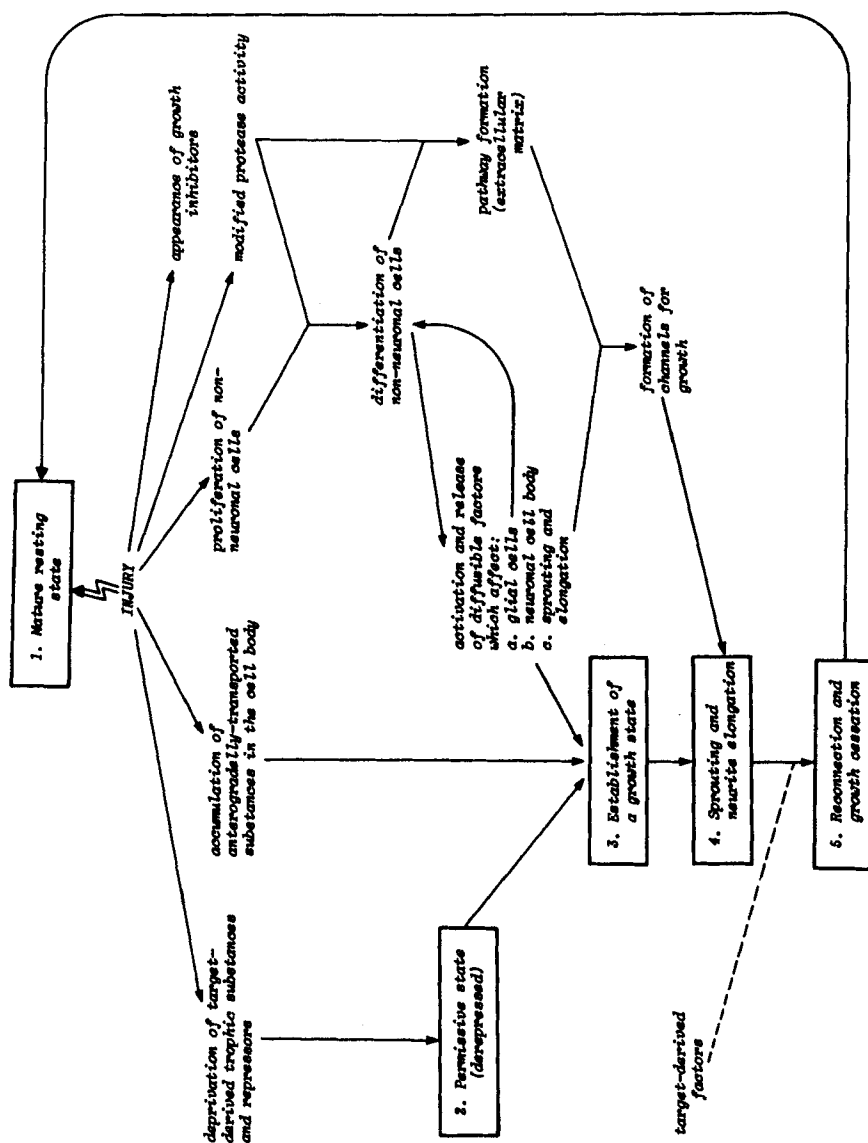 1. Mature resting
state
INJURY
deprivation of target-
derived trophic substances
and repressors
accumulation of
anterogradelly-transported
substances in the cell body
proliferation of non-
neuronal cells
modified protease activity
appearance of growth
inhibitors
differentiation of
non-neuronal cells
2. Permissive state
(derepressed)
activation and release
of diffusible factors
which affect:
a. glial cells
b. neuronal cell body
c. sprouting and
elongation
pathway formation
(extracellular
matrix)
3. Establishment of
a growth state
formation of
channels for
growth
4. Sprouting and
neurite elongation
target-derived
factors
5. Reconnection and
growth cessation